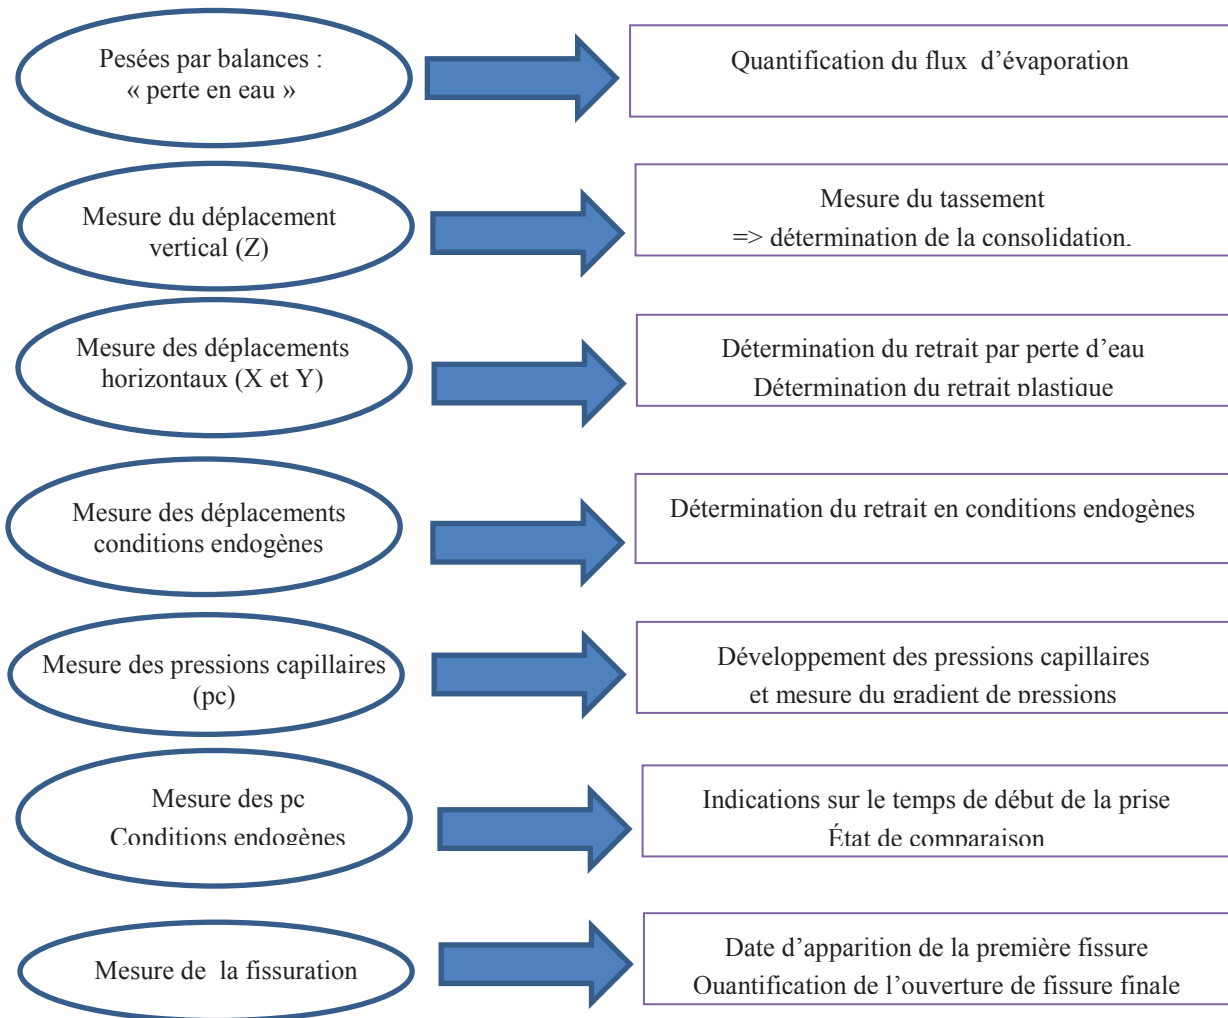 Pesées par balances :
« perte en eau »
Quantification du flux d’évaporation
Mesure du déplacement
vertical (Z)
Mesure du tassement
=> détermination de la consolidation.
Mesure des déplacements
horizontaux (X et Y)
Détermination du retrait par perte d’eau
Détermination du retrait plastique
Mesure des déplacements
conditions endogènes
Détermination du retrait en conditions endogènes
Mesure des pressions capillaires
(pc)
Développement des pressions capillaires
et mesure du gradient de pressions
Mesure des pc
Conditions endogènes
Indications sur le temps de début de la prise
État de comparaison
Mesure de la fissuration
Date d’apparition de la première fissure
Quantification de l’ouverture de fissure finale